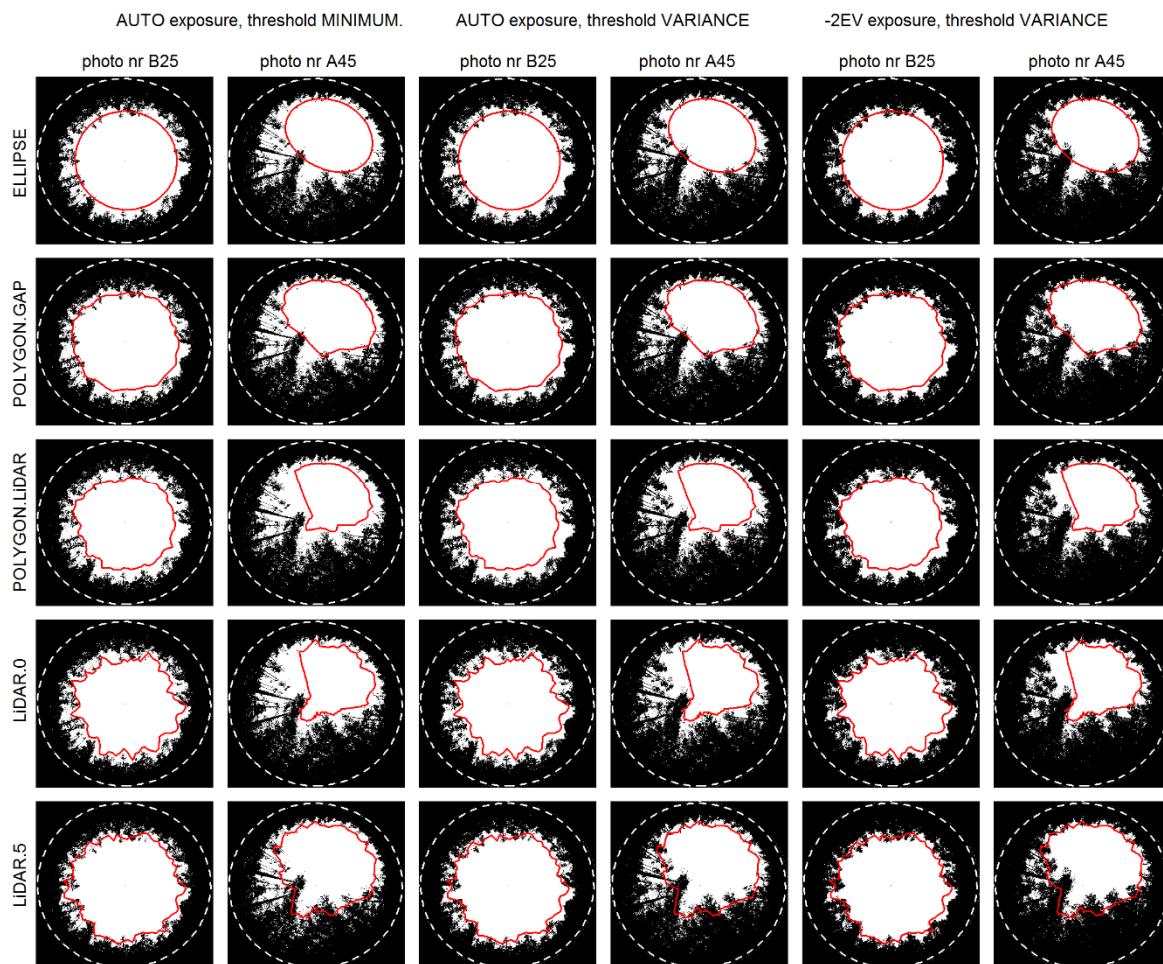 AUTO exposure, threshold MINIMUM. AUTO exposure, threshold VARIANCE -2EV exposure, threshold VARIANCE
photo nr B25 photo nr A45 photo nr B25 photo nr A45 photo nr B25 photo nr A45
ELLIPSE
POLYGON.GAP
POLYGON.LiDAR
LiDAR.0
LiDAR.5